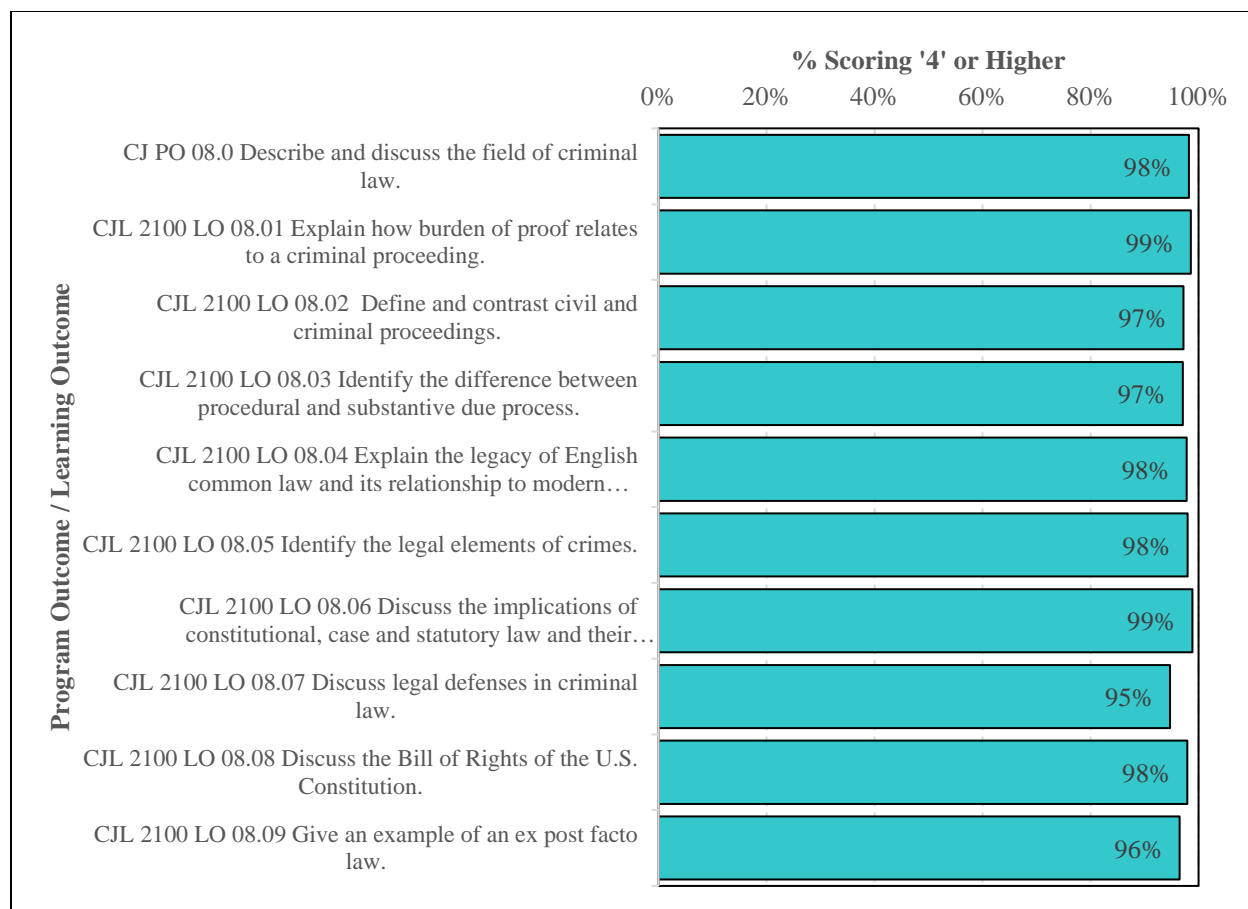 % Scoring '4' or Higher
0% 20% 40% 60% 80% 100%
Program Outcome / Learning Outcome
CJ PO 08.0 Describe and discuss the field of criminal
law.
98%
CJL 2100 LO 08.01 Explain how burden of proof relates
to a criminal proceeding.
99%
CJL 2100 LO 08.02  Define and contrast civil and
criminal proceedings.
97%
CJL 2100 LO 08.03 Identify the difference between
procedural and substantive due process.
97%
CJL 2100 LO 08.04 Explain the legacy of English
common law and its relationship to modern…
98%
CJL 2100 LO 08.05 Identify the legal elements of crimes.
98%
CJL 2100 LO 08.06 Discuss the implications of
constitutional, case and statutory law and their…
99%
CJL 2100 LO 08.07 Discuss legal defenses in criminal
law.
95%
CJL 2100 LO 08.08 Discuss the Bill of Rights of the U.S.
Constitution.
98%
CJL 2100 LO 08.09 Give an example of an ex post facto
law.
96%